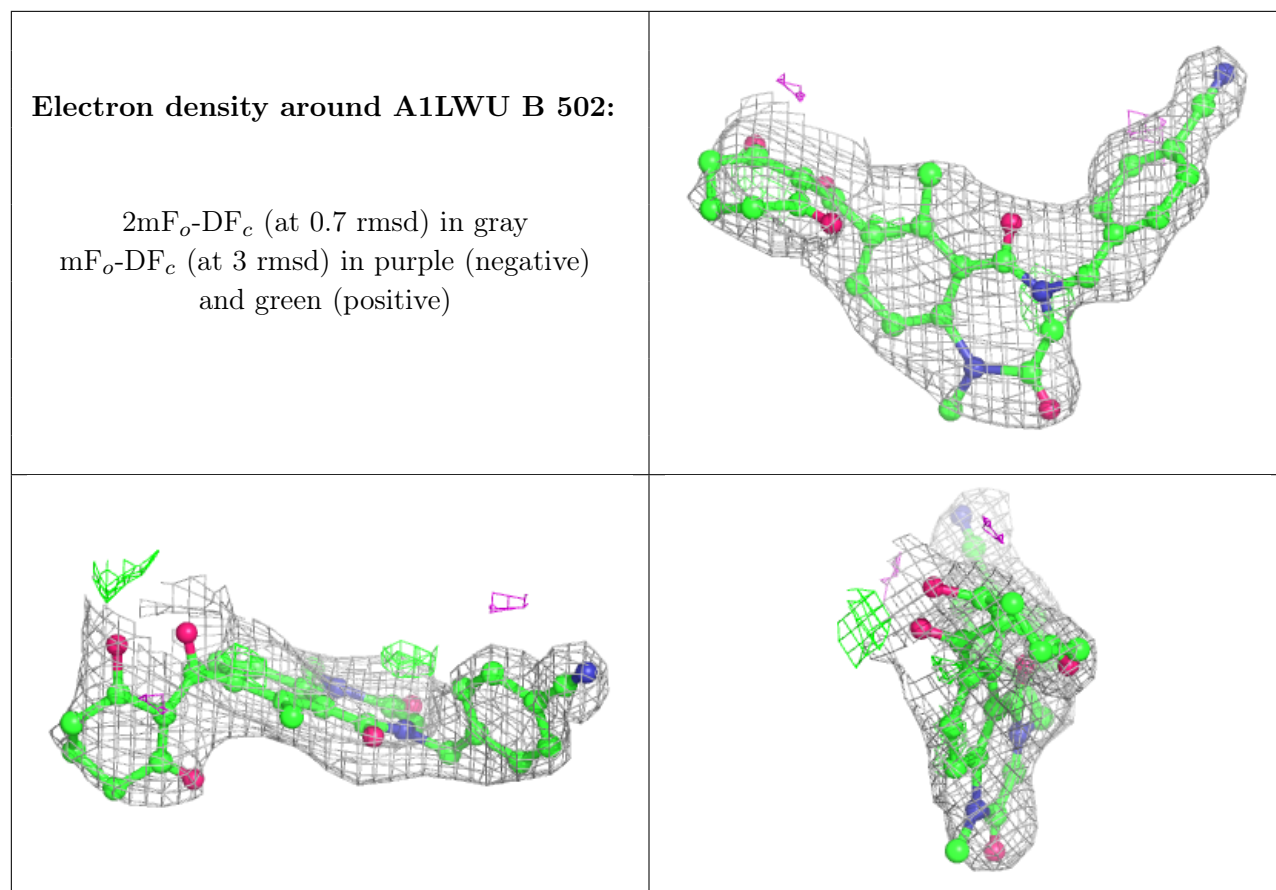 Electron density around A1LWU B 502:
2mFo-DFc (at 0.7 rmsd) in gray
mFo-DFc (at 3 rmsd) in purple (negative)
and green (positive)